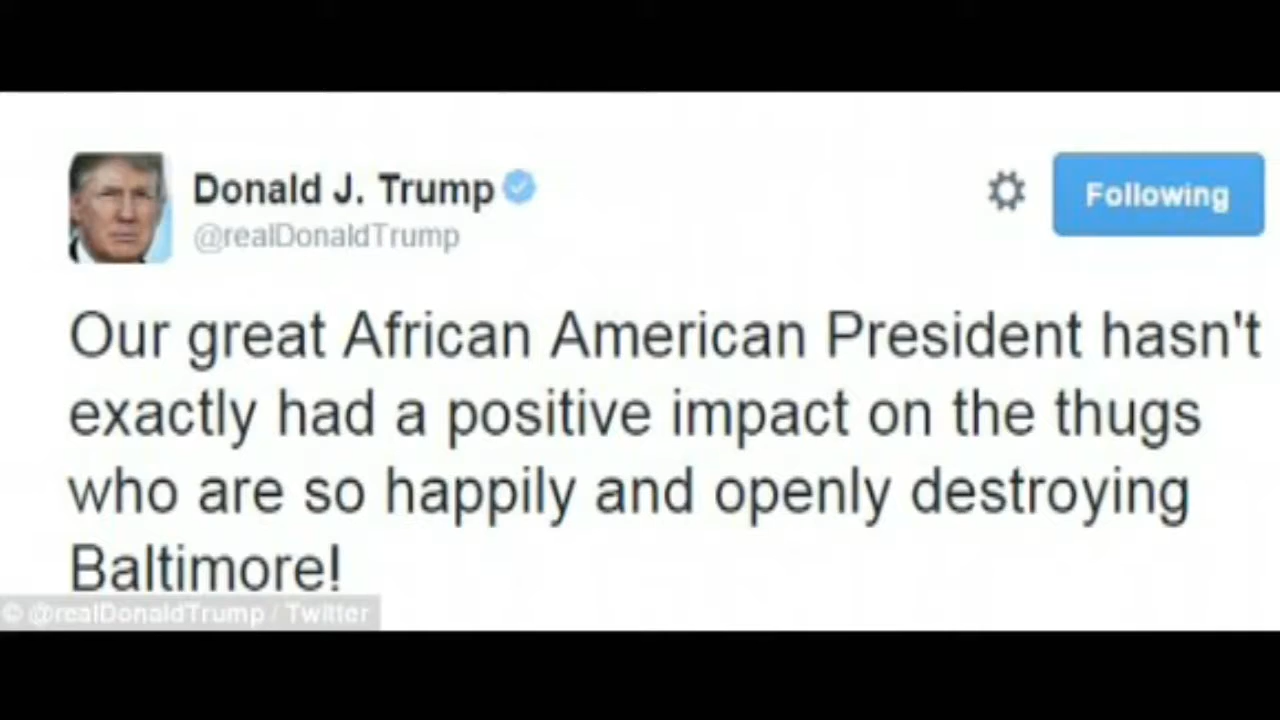 Donald J. Trump
@realDonaldTrump
Following
Our great African American President hasn't
exactly had a positive impact on the thugs
who are so happily and openly destroying
Baltimore!
© @realDonaldTrump / Twitter